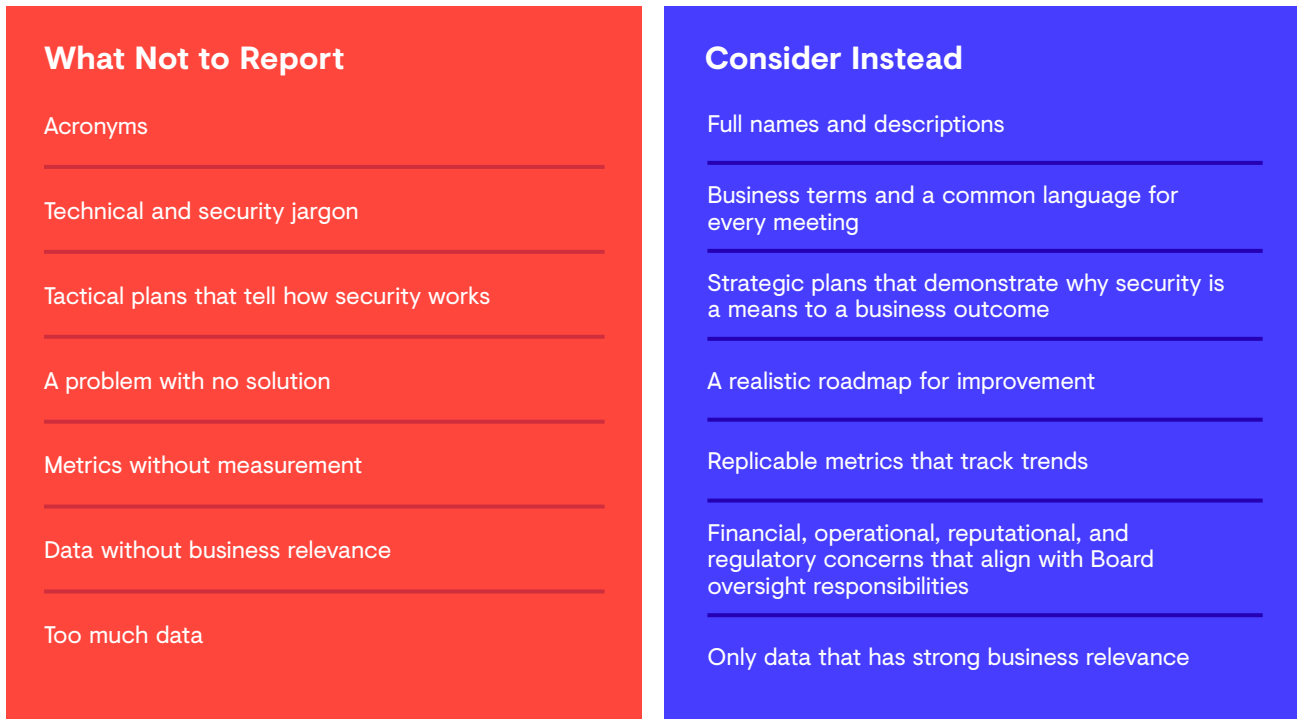 What Not to Report
Acronyms
Technical and security jargon
Tactical plans that tell how security works
A problem with no solution
Metrics without measurement
Data without business relevance
Too much data
Consider Instead
Full names and descriptions
Business terms and a common language for
every meeting
Strategic plans that demonstrate why security is
a means to a business outcome
A realistic roadmap for improvement
Replicable metrics that track trends
Financial, operational, reputational, and
regulatory concerns that align with Board
oversight responsibilities
Only data that has strong business relevance